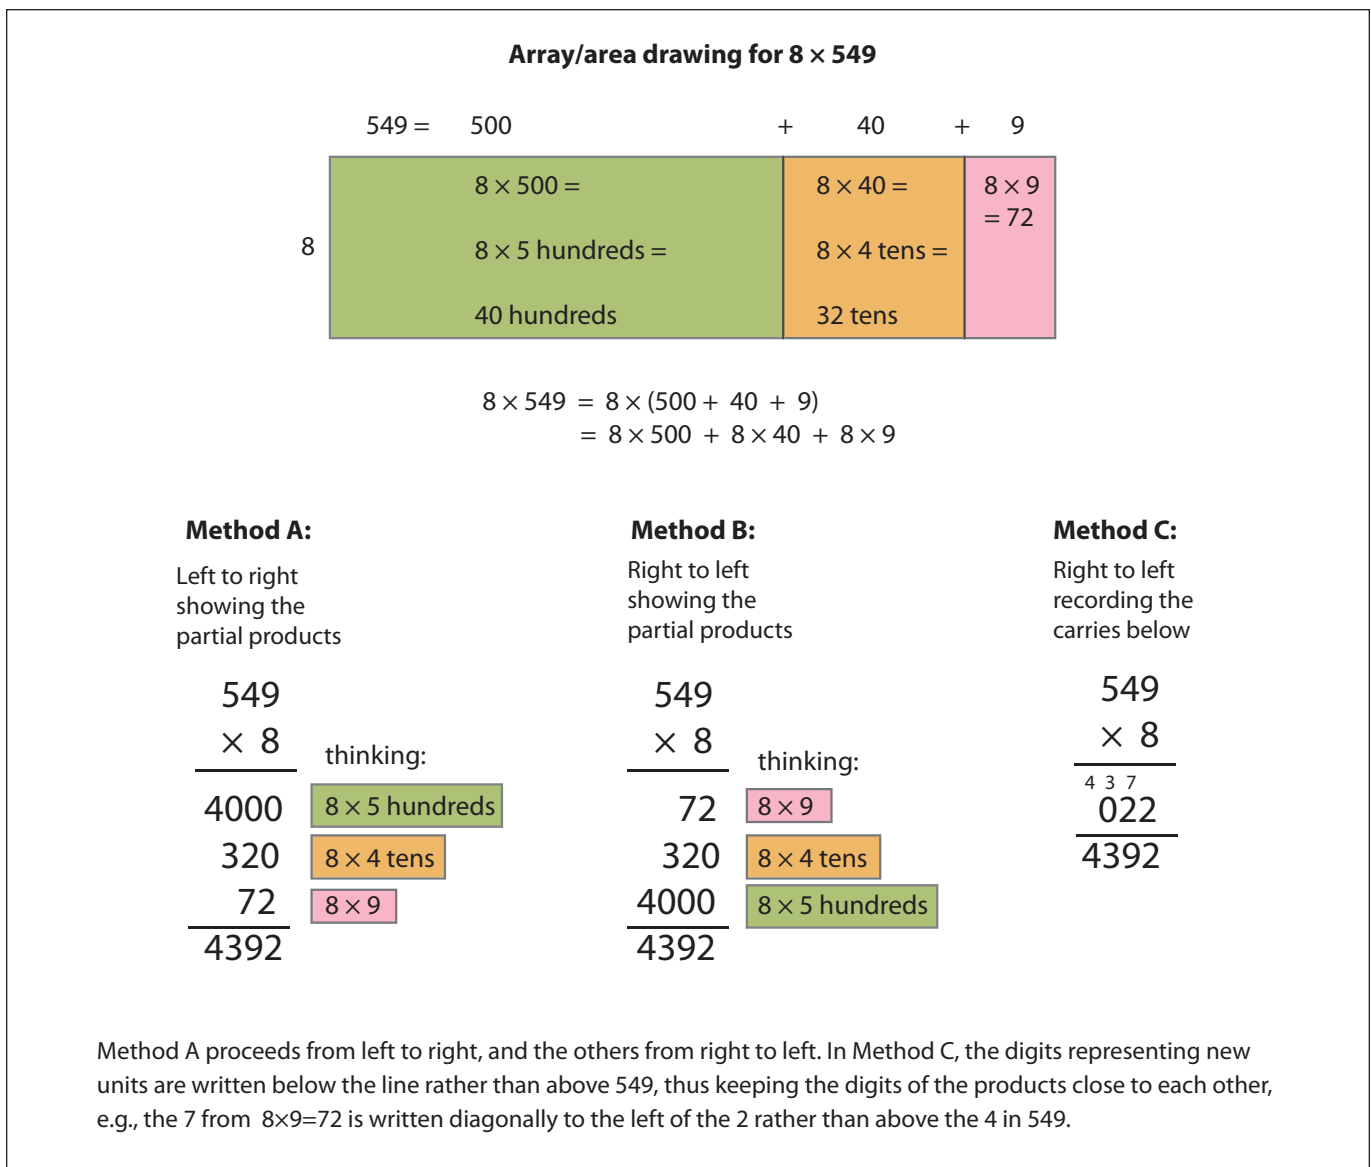 Array/area drawing for 8 × 549
549 = 500 + 40 + 9
8 × 500 = 8 × 40 = 8 × 9
= 72
8 8 × 5 hundreds = 8 × 4 tens =
40 hundreds 32 tens
8 × 549 = 8 × (500 + 40 + 9)
= 8 × 500 + 8 × 40 + 8 × 9
Method A:
Left to right
showing the
partial products
549
× 8
thinking:
4000 8 × 5 hundreds
320 8 × 4 tens
72 8 × 9
4392
Method B:
Right to left
showing the
partial products
549
× 8
thinking:
72 8 × 9
320 8 × 4 tens
4000 8 × 5 hundreds
4392
Method C:
Right to left
recording the
carries below
549
× 8
4 3 7
022
4392
Method A proceeds from left to right, and the others from right to left. In Method C, the digits representing new
units are written below the line rather than above 549, thus keeping the digits of the products close to each other,
e.g., the 7 from 8×9=72 is written diagonally to the left of the 2 rather than above the 4 in 549.